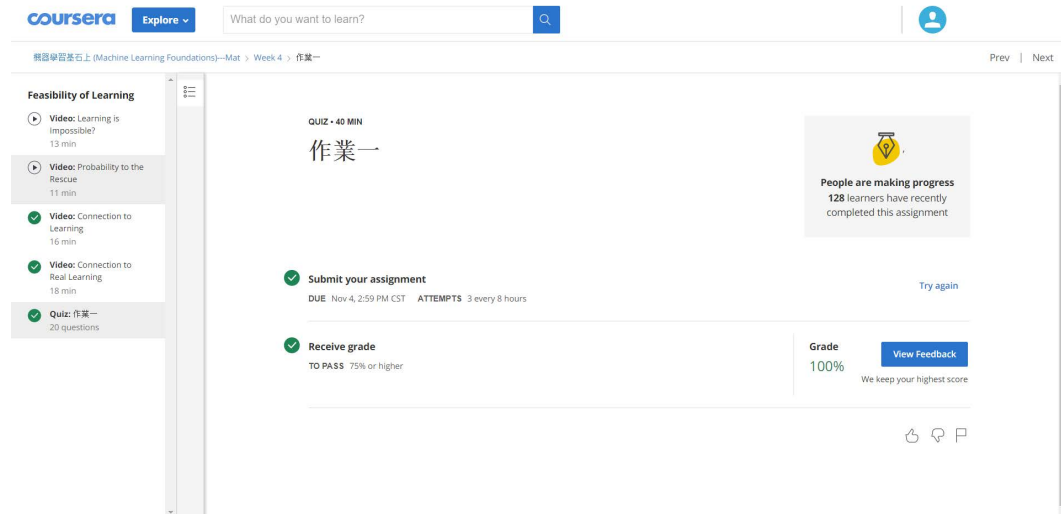 coursera
Explore
What do you want to learn?
機器學習基石上 (Machine Learning Foundations)---Mat > Week 4 > 作業一
Prev | Next
Feasibility of Learning
Video: Learning is
Impossible?
13 min
Video: Probability to the
Rescue
11 min
Video: Connection to
Learning
16 min
Video: Connection to
Real Learning
18 min
Quiz: 作業一
20 questions
QUIZ • 40 MIN
作業一
People are making progress
128 learners have recently
completed this assignment
Submit your assignment
DUE Nov 4, 2:59 PM CST ATTEMPTS 3 every 8 hours
Try again
Receive grade
TO PASS 75% or higher
Grade
100%
View Feedback
We keep your highest score